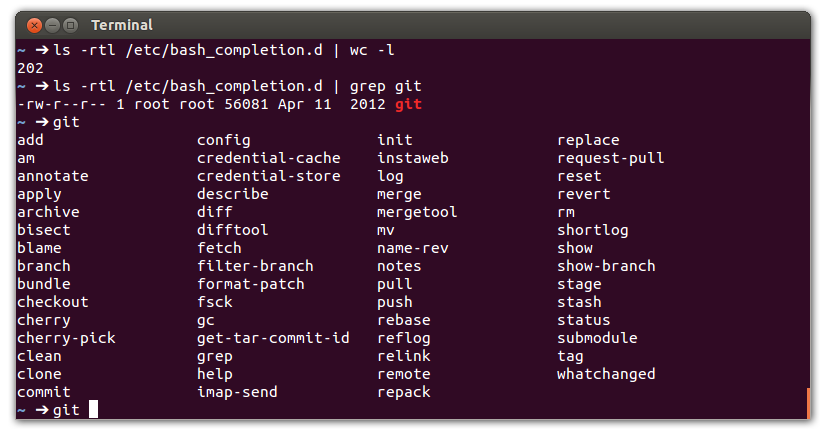 Terminal
~ ➔ls -rtl /etc/bash_completion.d | wc -l
202
~ ➔ls -rtl /etc/bash_completion.d | grep git
-rw-r--r-- 1 root root 56081 Apr 11  2012 git
~ ➔git
add                 config              init                replace
am                  credential-cache    instaweb            request-pull
annotate            credential-store    log                 reset
apply               describe            merge               revert
archive             diff                mergetool           rm
bisect              difftool            mv                  shortlog
blame               fetch               name-rev            show
branch              filter-branch       notes               show-branch
bundle              format-patch        pull                stage
checkout            fsck                push                stash
cherry              gc                  rebase              status
cherry-pick         get-tar-commit-id   reflog              submodule
clean               grep                relink              tag
clone               help                remote              whatchanged
commit              imap-send           repack
~ ➔git